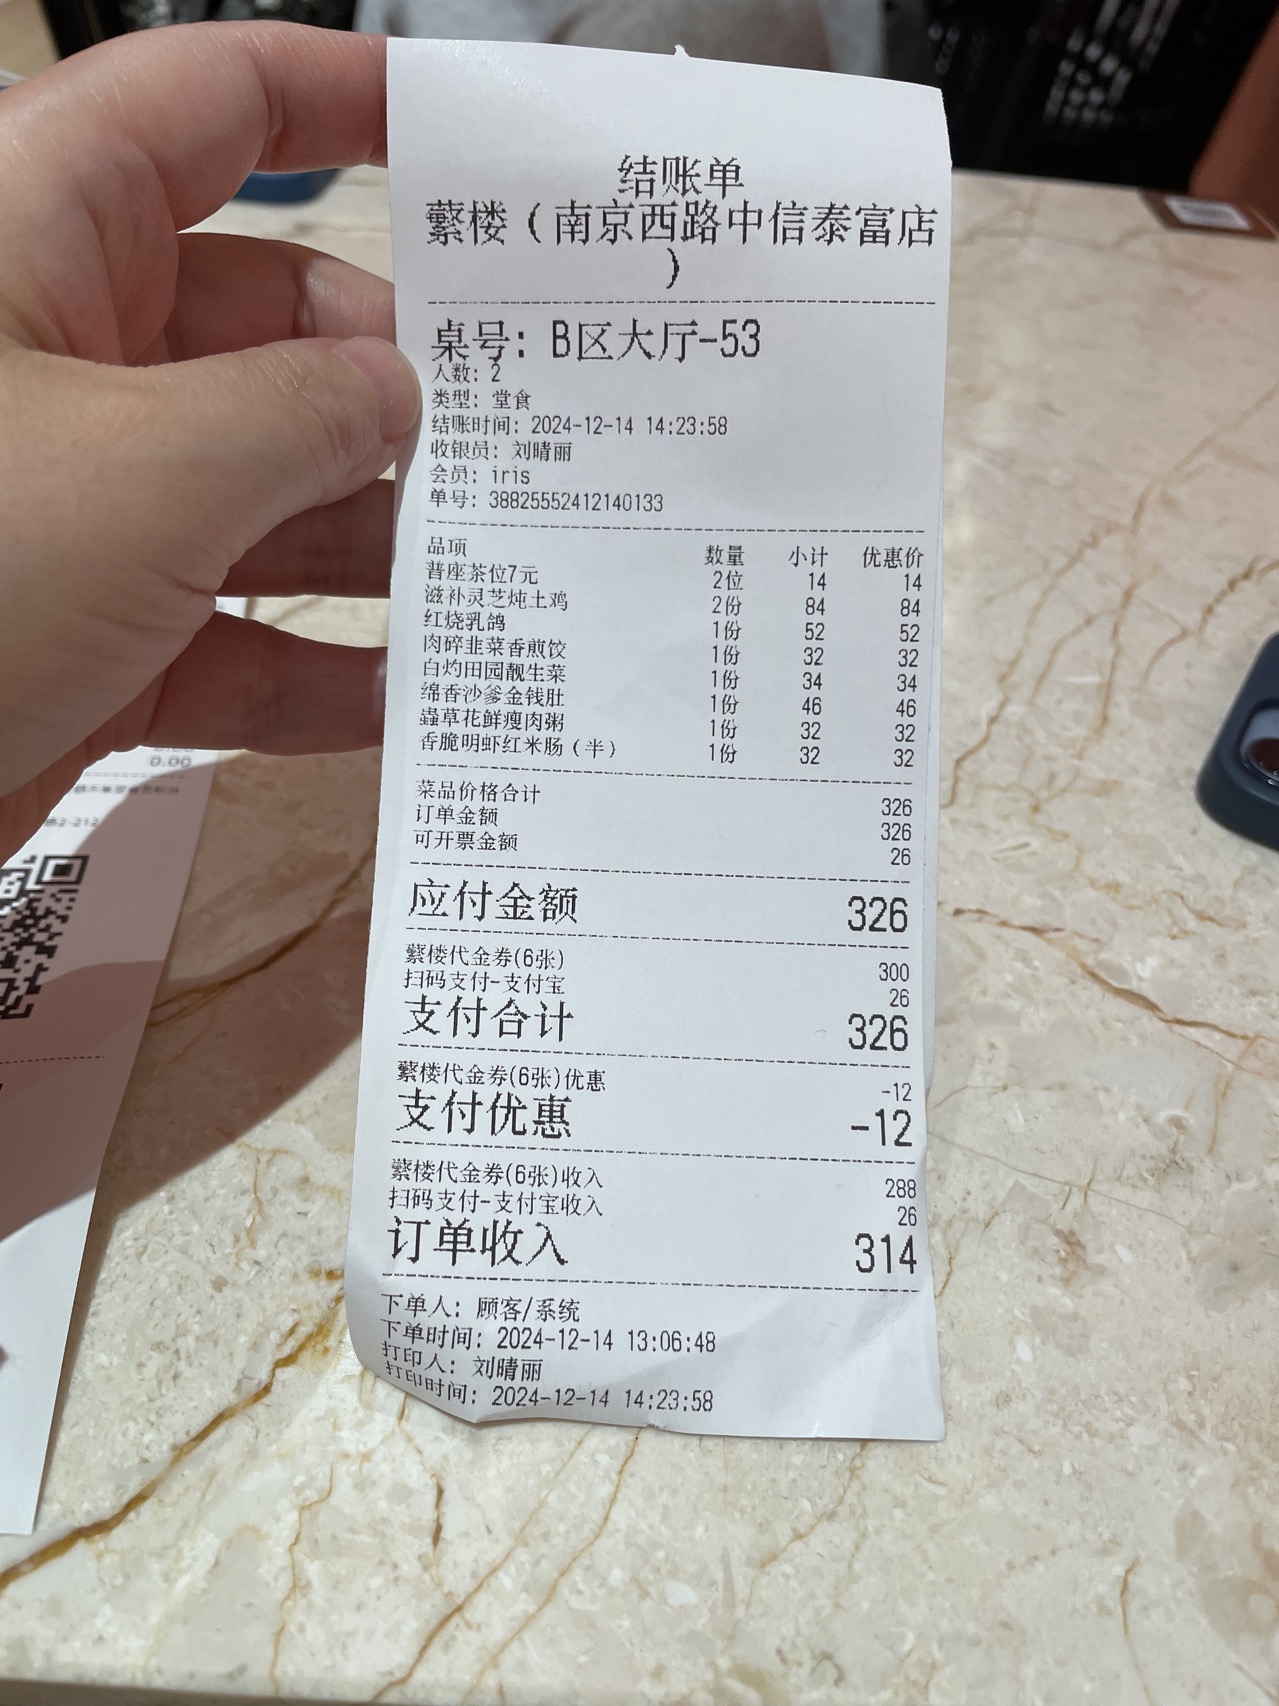 结账单
蘩楼（南京西路中信泰富店
）
桌号：B区大厅-53
人数：2
类型：堂食
结账时间：2024-12-14 14:23:58
收银员：刘晴丽
会员：iris
单号：38825552412140133
品项 数量 小计 优惠价
普座茶位7元 2位 14 14
滋补灵芝炖土鸡 2份 84 84
红烧乳鸽 1份 52 52
肉碎韭菜香煎饺 1份 32 32
白灼田园靓生菜 1份 34 34
绵香沙爹金钱肚 1份 46 46
蟲草花鲜瘦肉粥 1份 32 32
香脆明虾红米肠（半） 1份 32 32
菜品价格合计 326
订单金额 326
可开票金额 26
应付金额 326
蘩楼代金券(6张) 300
扫码支付-支付宝 26
支付合计 326
蘩楼代金券(6张)优惠 -12
支付优惠 -12
蘩楼代金券(6张)收入 288
扫码支付-支付宝收入 26
订单收入 314
下单人：顾客/系统
下单时间：2024-12-14 13:06:48
打印人：刘晴丽
打印时间：2024-12-14 14:23:58
0.00